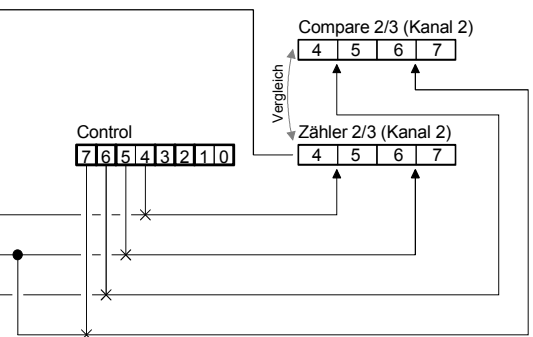 Compare 2/3 (Kanal 2)
4 5 6 7
Vergleich
Control
7 6 5 4 3 2 1 0
Zähler 2/3 (Kanal 2)
4 5 6 7